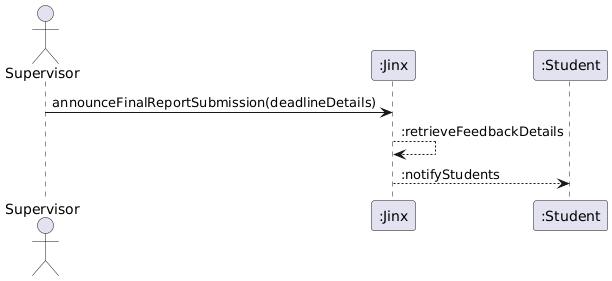 Supervisor
:Jinx
:Student
announceFinalReportSubmission(deadlineDetails)
:retrieveFeedbackDetails
:notifyStudents
Supervisor
:Jinx
:Student